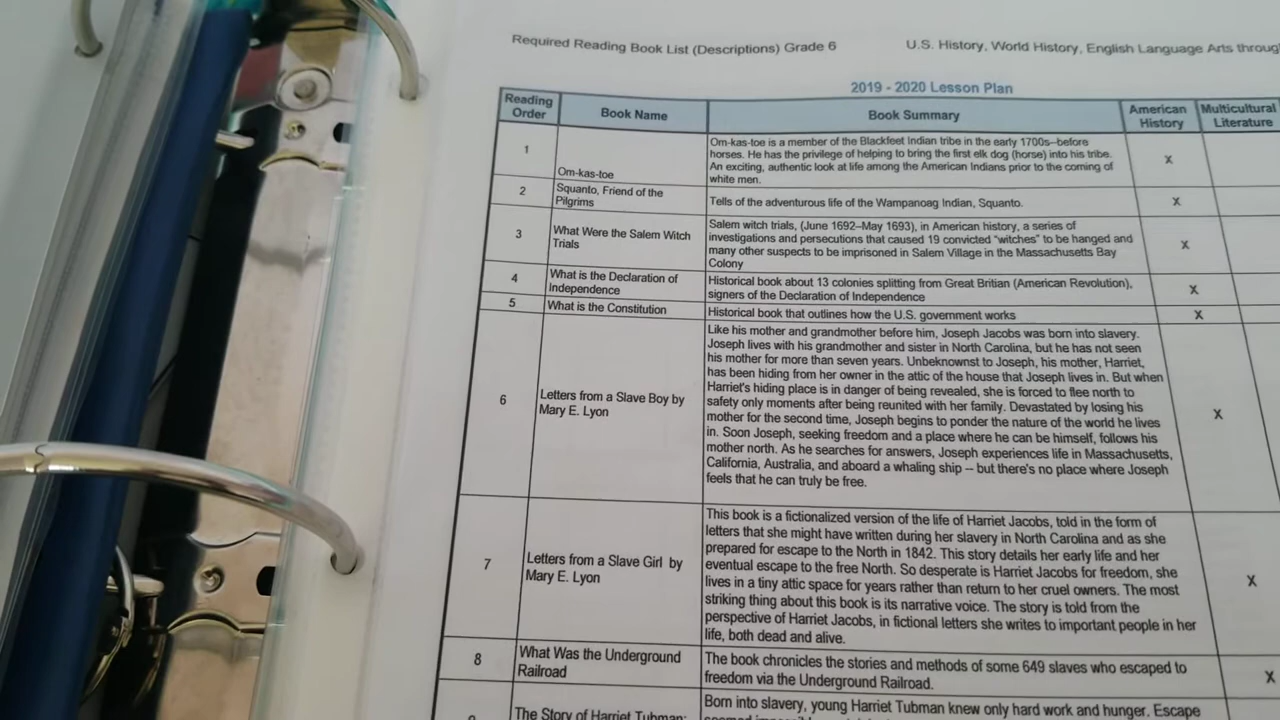 Required Reading Book List (Descriptions) Grade 6 U.S. History, World History, English Language Arts
2019 - 2020 Lesson Plan
Reading Order Book Name Book Summary American History Multicultural Literature
1
Om-kas-toe
Om-kas-toe is a member of the Blackfeet Indian tribe in the early 1700s--before
horses. He has the privilege of helping to bring the first elk dog (horse) into his tribe.
An exciting, authentic look at life among the American Indians prior to the coming of
white men.
X
2
Squanto, Friend of the
Pilgrims
Tells of the adventurous life of the Wampanoag Indian, Squanto.
X
3
What Were the Salem Witch
Trials
Salem witch trials, (June 1692–May 1693), in American history, a series of
investigations and persecutions that caused 19 convicted “witches” to be hanged and
many other suspects to be imprisoned in Salem Village in the Massachusetts Bay
Colony
X
4
What is the Declaration of
Independence
Historical book about 13 colonies splitting from Great Britian (American Revolution),
signers of the Declaration of Independence
X
5
What is the Constitution
Historical book that outlines how the U.S. government works
X
6
Letters from a Slave Boy by
Mary E. Lyon
Like his mother and grandmother before him, Joseph Jacobs was born into slavery.
Joseph lives with his grandmother and sister in North Carolina, but he has not seen
his mother for more than seven years. Unbeknownst to Joseph, his mother, Harriet,
has been hiding from her owner in the attic of the house that Joseph lives in. But when
Harriet's hiding place is in danger of being revealed, she is forced to flee north to
safety only moments after being reunited with her family. Devastated by losing his
mother for the second time, Joseph begins to ponder the nature of the world he lives
in. Soon Joseph, seeking freedom and a place where he can be himself, follows his
mother north. As he searches for answers, Joseph experiences life in Massachusetts,
California, Australia, and aboard a whaling ship -- but there's no place where Joseph
feels that he can truly be free.
X
7
Letters from a Slave Girl by
Mary E. Lyon
This book is a fictionalized version of the life of Harriet Jacobs, told in the form of
letters that she might have written during her slavery in North Carolina and as she
prepared for escape to the North in 1842. This story details her early life and her
eventual escape to the free North. So desperate is Harriet Jacobs for freedom, she
lives in a tiny attic space for years rather than return to her cruel owners. The most
striking thing about this book is its narrative voice. The story is told from the
perspective of Harriet Jacobs, in fictional letters she writes to important people in her
life, both dead and alive.
X
8
What Was the Underground
Railroad
The book chronicles the stories and methods of some 649 slaves who escaped to
freedom via the Underground Railroad.
X
The Story of Harriet Tubman:
Born into slavery, young Harriet Tubman knew only hard work and hunger. Escape